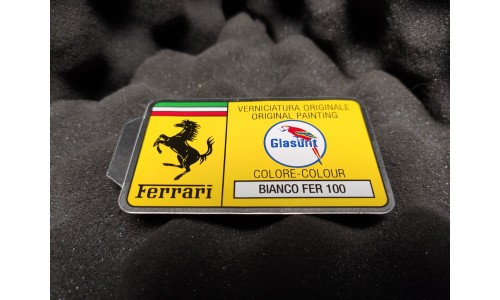 VERNICIATURA ORIGINALE
ORIGINAL PAINTING
Glasurit
COLORE-COLOUR
BIANCO FER 100
Ferrari